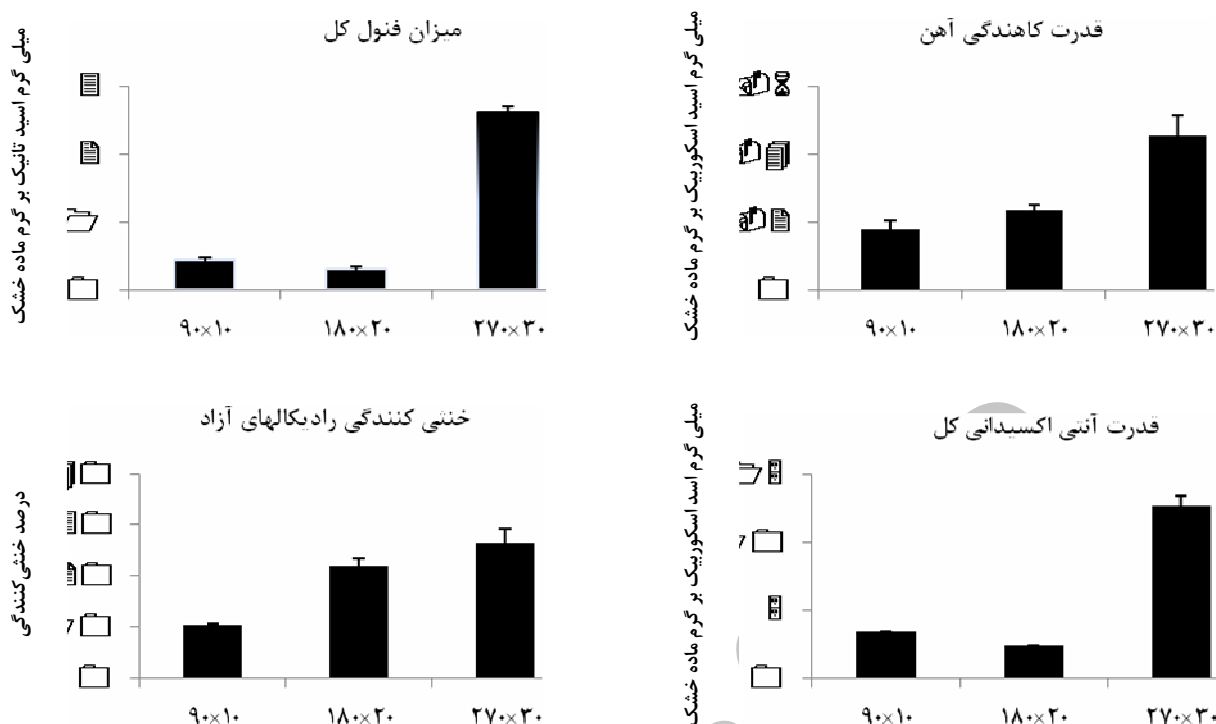 میزان فنول کل
میلی گرم اسید تانیک بر گرم ماده خشک
۹۰×۱۰
۱۸۰×۲۰
۲۷۰×۳۰
قدرت کاهندگی آهن
میلی گرم اسید اسکوربیک بر گرم ماده خشک
۹۰×۱۰
۱۸۰×۲۰
۲۷۰×۳۰
خنثی کنندگی رادیکالهای آزاد
درصد خنثی کنندگی
۹۰×۱۰
۱۸۰×۲۰
۲۷۰×۳۰
قدرت آنتی اکسیدانی کل
میلی گرم اسد اسکوربیک بر گرم ماده خشک
۹۰×۱۰
۱۸۰×۲۰
۲۷۰×۳۰